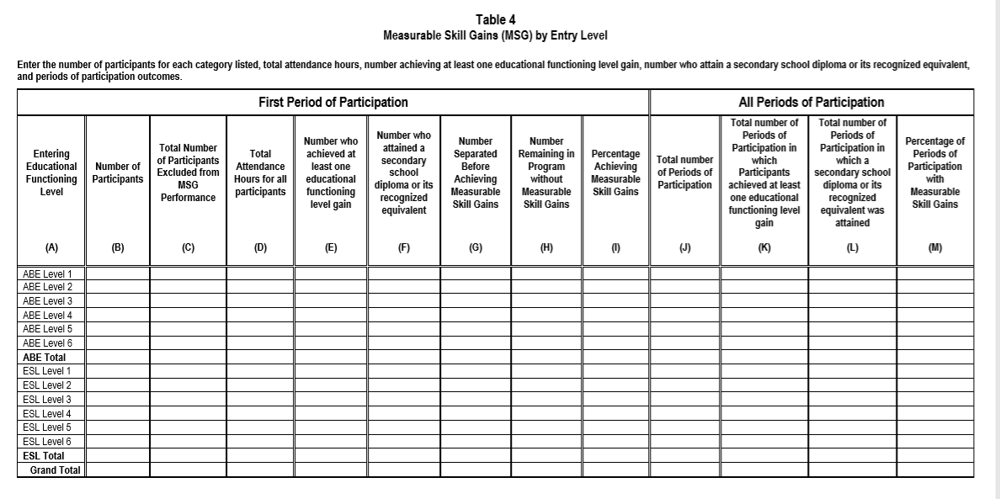 Table 4
Measurable Skill Gains (MSG) by Entry Level
Enter the number of participants for each category listed, total attendance hours, number achieving at least one educational functioning level gain, number who attain a secondary school diploma or its recognized equivalent,
and periods of participation outcomes.
First Period of Participation
All Periods of Participation
Entering
Educational
Functioning
Level
(A)
Number of
Participants
(B)
Total Number
of Participants
Excluded from
MSG
Performance
(C)
Total
Attendance
Hours for all
participants
(D)
Number who
achieved at
least one
educational
functioning
level gain
(E)
Number who
attained a
secondary
school
diploma or its
recognized
equivalent
(F)
Number
Separated
Before
Achieving
Measurable
Skill Gains
(G)
Number
Remaining in
Program
without
Measurable
Skill Gains
(H)
Percentage
Achieving
Measurable
Skill Gains
(I)
Total number
of Periods of
Participation
(J)
Total number of
Periods of
Participation in
which
Participants
achieved at least
one educational
functioning level
gain
(K)
Total number of
Periods of
Participation in
which a
secondary school
diploma or its
recognized
equivalent was
attained
(L)
Percentage of
Periods of
Participation
with
Measurable
Skill Gains
(M)
ABE Level 1
ABE Level 2
ABE Level 3
ABE Level 4
ABE Level 5
ABE Level 6
ABE Total
ESL Level 1
ESL Level 2
ESL Level 3
ESL Level 4
ESL Level 5
ESL Level 6
ESL Total
Grand Total